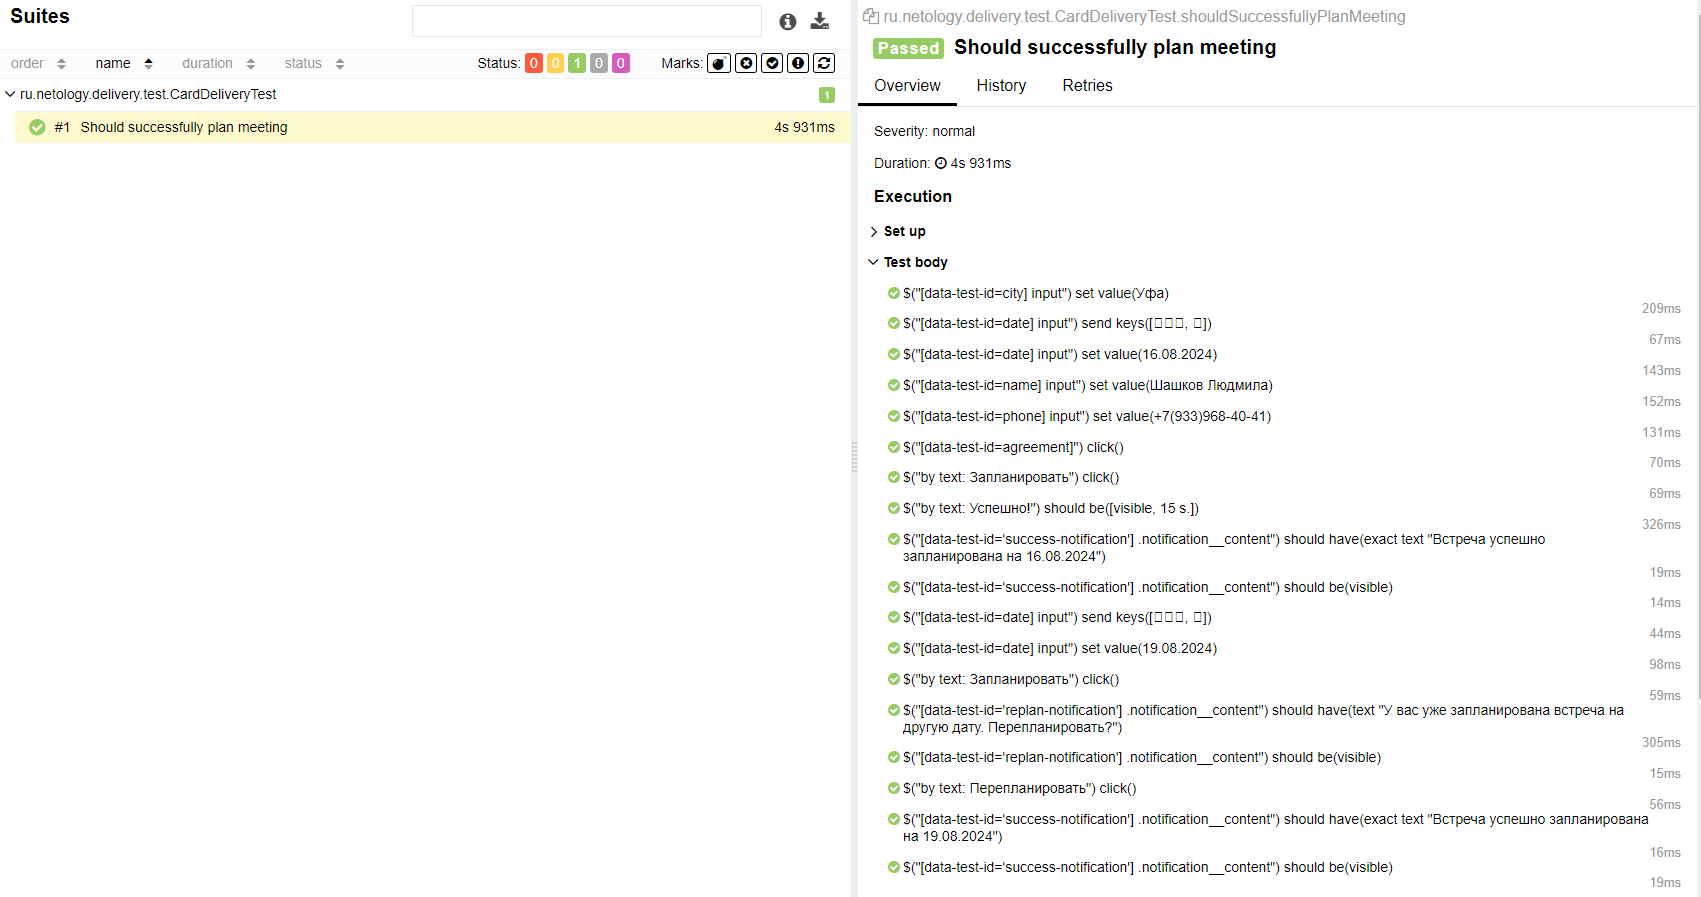 Suites
order name duration status Status: 0 0 1 0 0 Marks:
ru.netology.delivery.test.CardDeliveryTest 1
#1 Should successfully plan meeting 4s 931ms
ru.netology.delivery.test.CardDeliveryTest.shouldSuccessfullyPlanMeeting
Passed Should successfully plan meeting
Overview History Retries
Severity: normal
Duration: 4s 931ms
Execution
Set up
Test body
$("[data-test-id=city] input") set value(Уфа)
209ms
$("[data-test-id=date] input") send keys([▯▯▯, ▯])
67ms
$("[data-test-id=date] input") set value(16.08.2024)
143ms
$("[data-test-id=name] input") set value(Шашков Людмила)
152ms
$("[data-test-id=phone] input") set value(+7(933)968-40-41)
131ms
$("[data-test-id=agreement]") click()
70ms
$("by text: Запланировать") click()
69ms
$("by text: Успешно!") should be([visible, 15 s.])
326ms
$("[data-test-id='success-notification'] .notification__content") should have(exact text "Встреча успешно
запланирована на 16.08.2024")
19ms
$("[data-test-id='success-notification'] .notification__content") should be(visible)
14ms
$("[data-test-id=date] input") send keys([▯▯▯, ▯])
44ms
$("[data-test-id=date] input") set value(19.08.2024)
98ms
$("by text: Запланировать") click()
59ms
$("[data-test-id='replan-notification'] .notification__content") should have(text "У вас уже запланирована встреча на
другую дату. Перепланировать?")
305ms
$("[data-test-id='replan-notification'] .notification__content") should be(visible)
15ms
$("by text: Перепланировать") click()
56ms
$("[data-test-id='success-notification'] .notification__content") should have(exact text "Встреча успешно запланирована
на 19.08.2024")
16ms
$("[data-test-id='success-notification'] .notification__content") should be(visible)
19ms